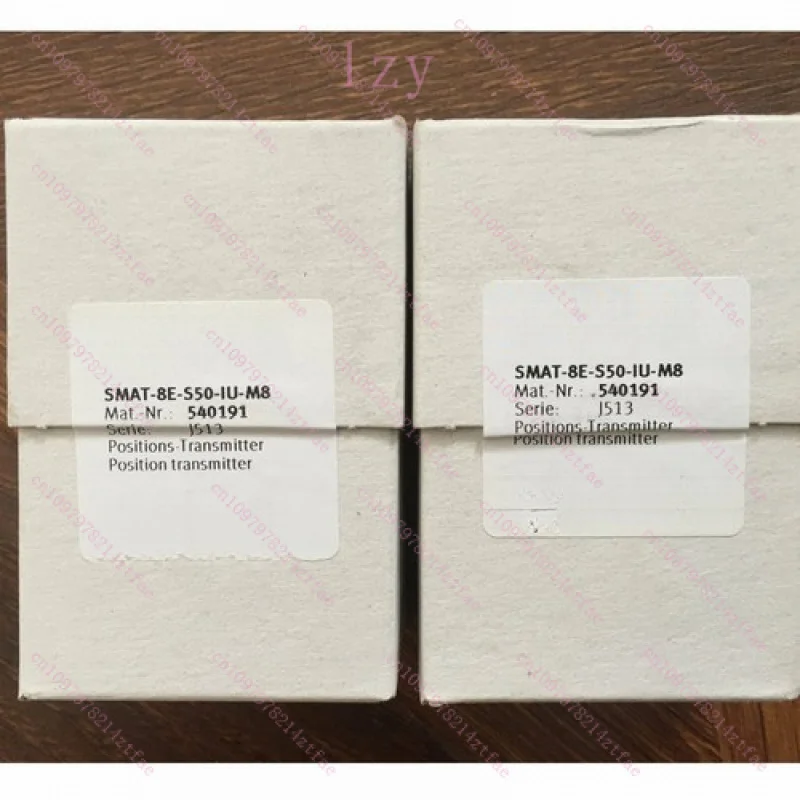 lzy
SMAT-8E-S50-IU-M8
Mat.-Nr.: 540191
Serie: J513
Positions-Transmitter
Position transmitter
SMAT-8E-S50-IU-M8
Mat.-Nr.: 540191
Serie: J513
Positions-Transmitter
Position transmitter
cn1097978214ztfae